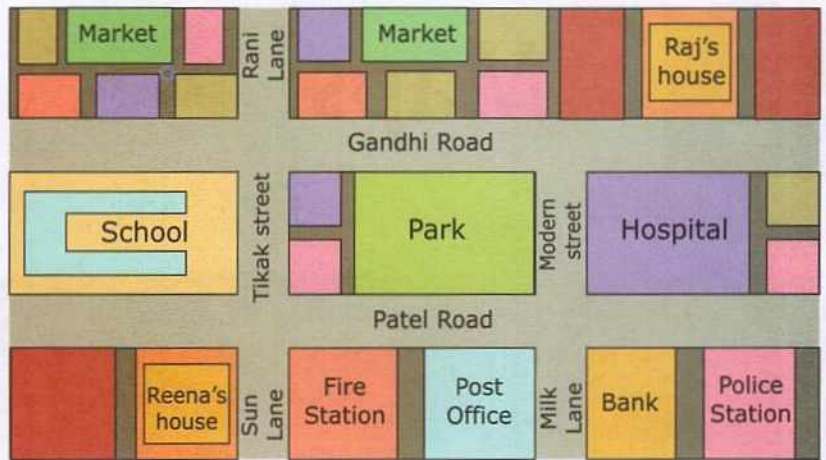 Market
Rani
Lane
Market
Raj's
house
Gandhi Road
School
Tikak street
Park
Modern
street
Hospital
Patel Road
Reena's
house
Sun
Lane
Fire
Station
Post
Office
Milk
Lane
Bank
Police
Station